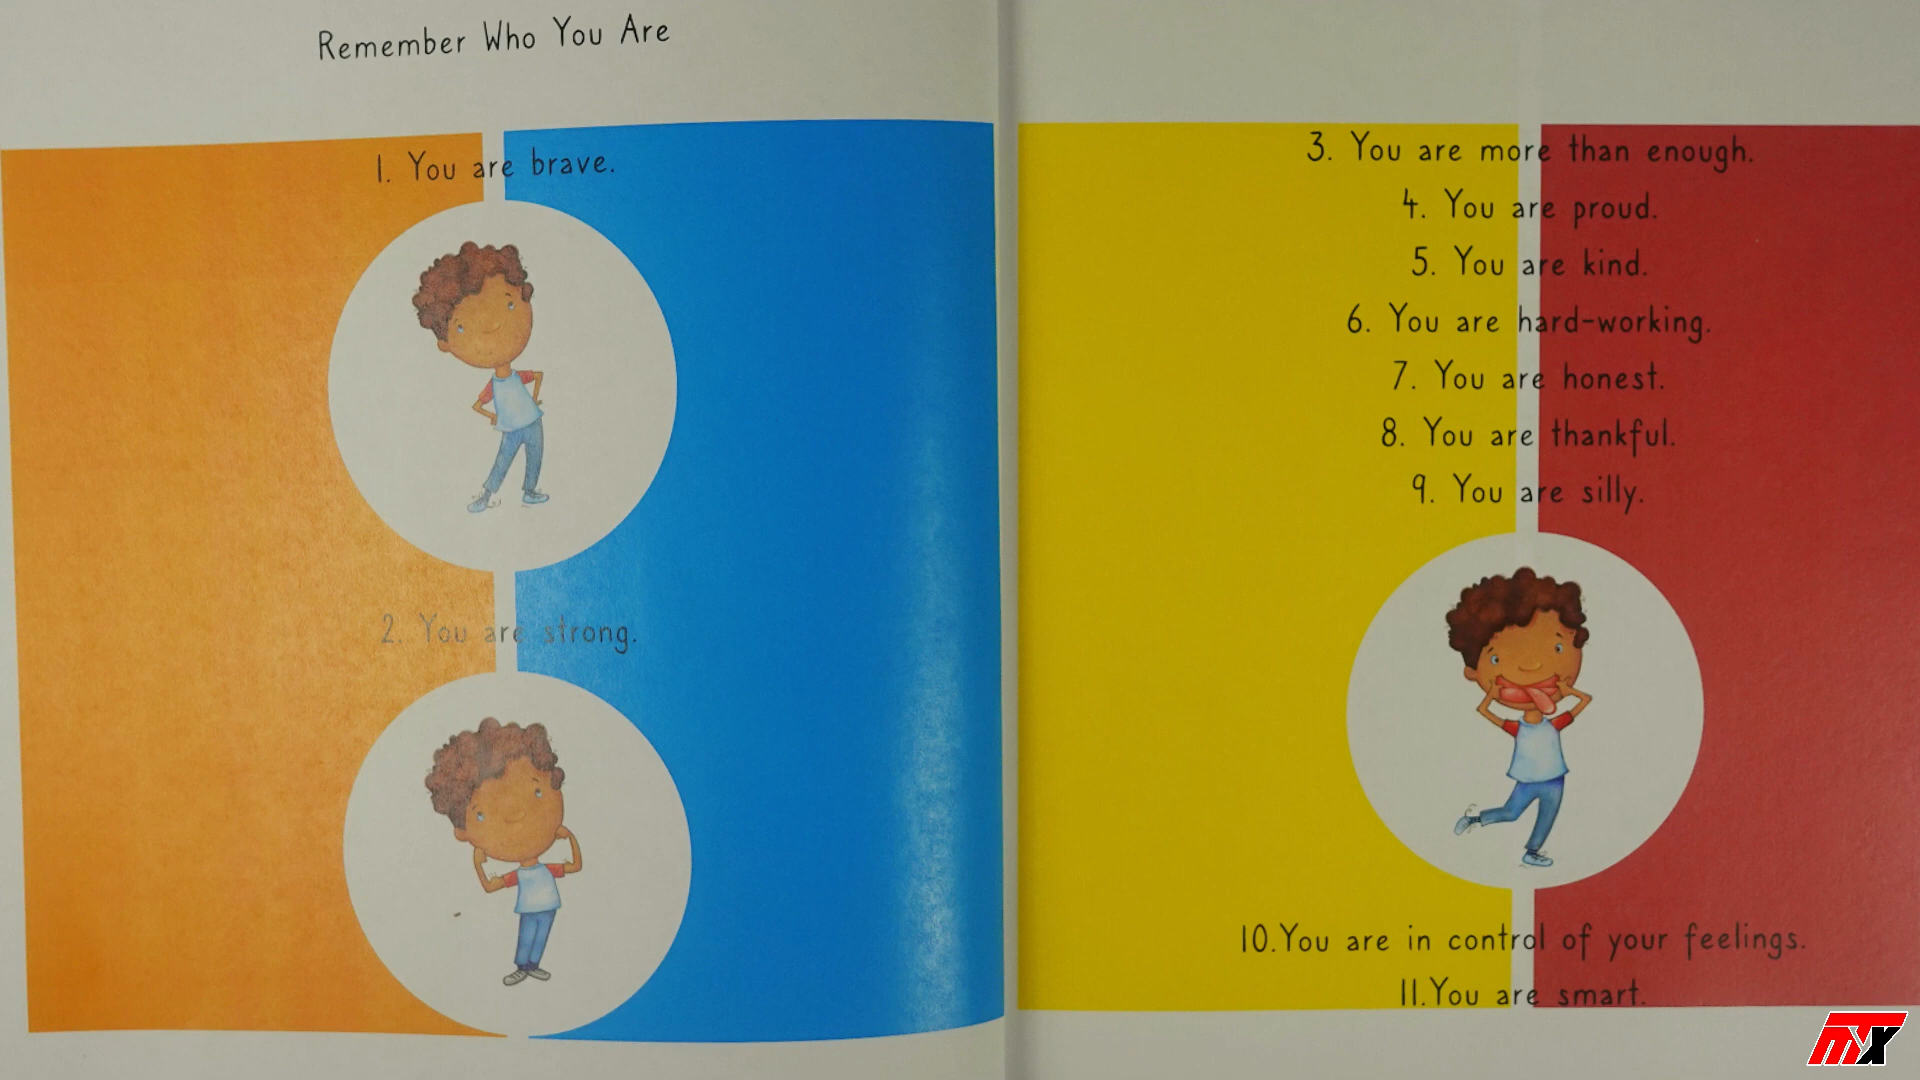 Remember Who You Are
1. You are brave.
2. You are strong.
3. You are more than enough.
4. You are proud.
5. You are kind.
6. You are hard-working.
7. You are honest.
8. You are thankful.
9. You are silly.
10.You are in control of your feelings.
11.You are smart.
MYX